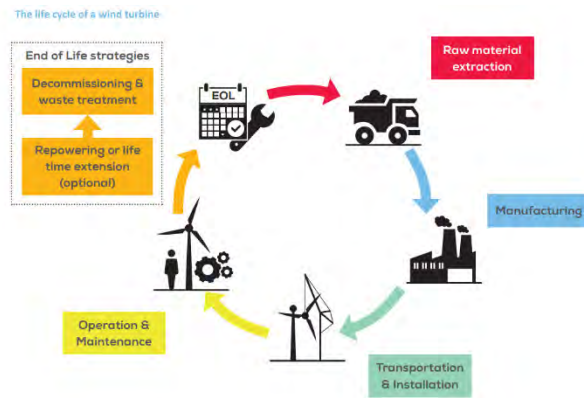 The life cycle of a wind turbine
End of Life strategies
Decommissioning &
waste treatment
Repowering or life
time extension
(optional)
EOL
Raw material
extraction
Manufacturing
Transportation
& Installation
Operation &
Maintenance